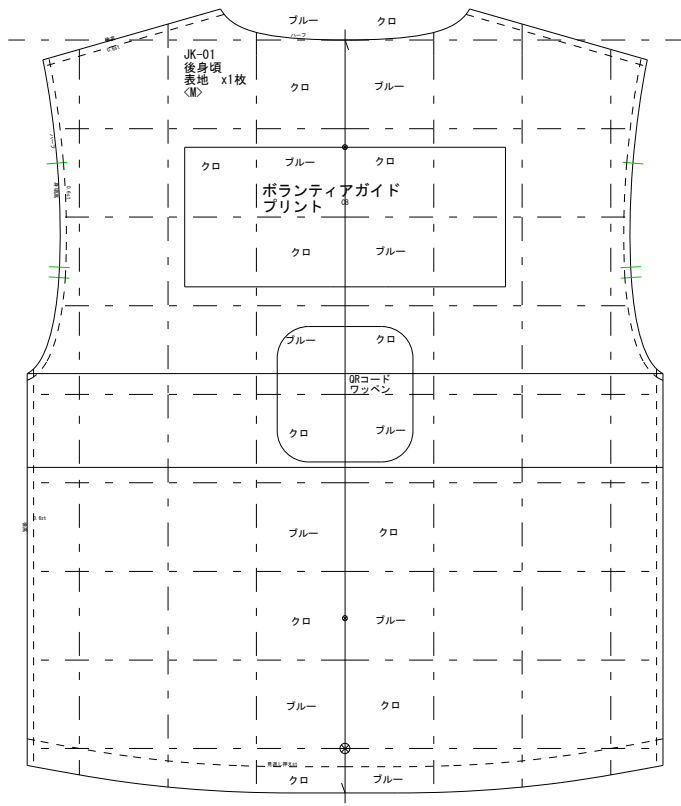 ブルー クロ
ハーフ
JK-01
後身頃
表地 x1枚
<M>
クロ ブルー
クロ ブルー クロ
ボランティアガイド
プリント
クロ ブルー
ブルー クロ
QRコード
ワッペン
クロ ブルー
ブルー クロ
クロ ブルー
ブルー クロ
クロ ブルー